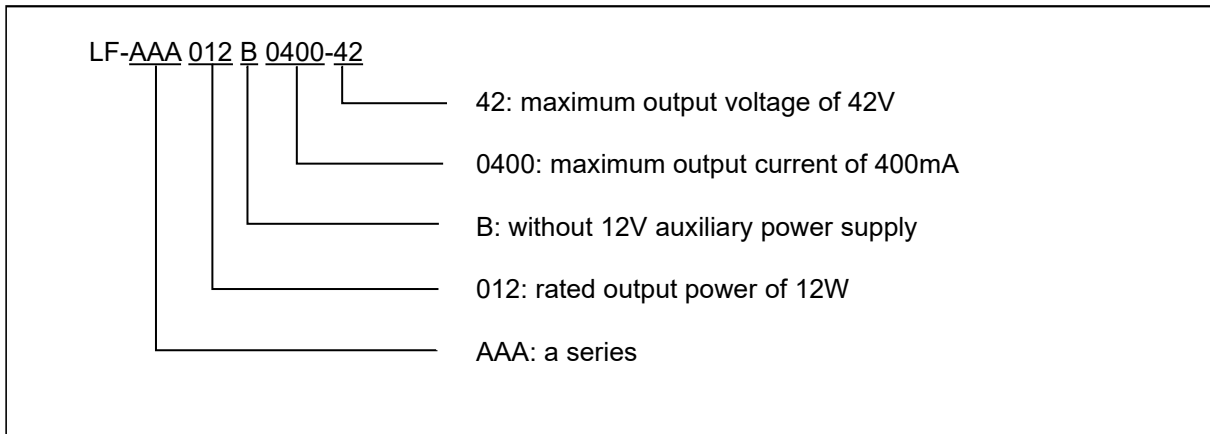 LF-AAA 012 B 0400-42
42: maximum output voltage of 42V
0400: maximum output current of 400mA
B: without 12V auxiliary power supply
012: rated output power of 12W
AAA: a series